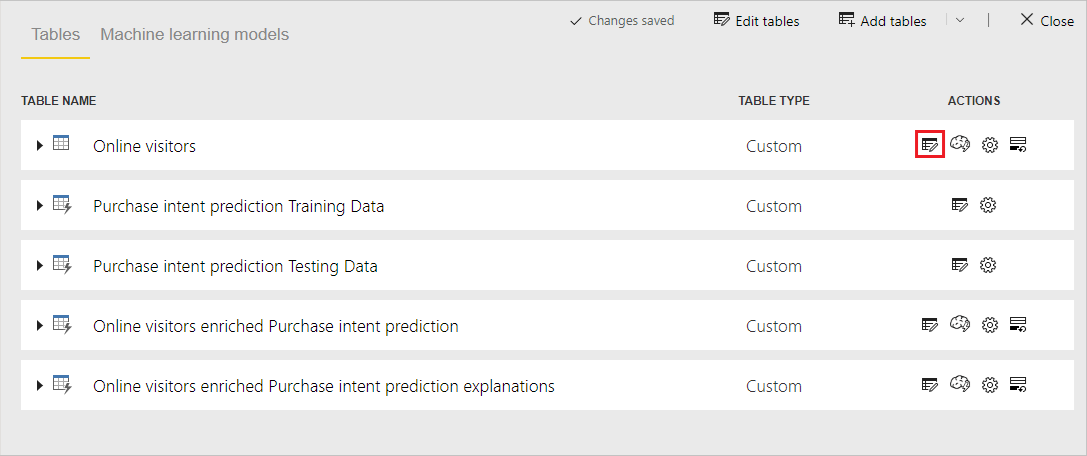 Tables Machine learning models Changes saved Edit tables Add tables Close
TABLE NAME TABLE TYPE ACTIONS
Online visitors Custom
Purchase intent prediction Training Data Custom
Purchase intent prediction Testing Data Custom
Online visitors enriched Purchase intent prediction Custom
Online visitors enriched Purchase intent prediction explanations Custom